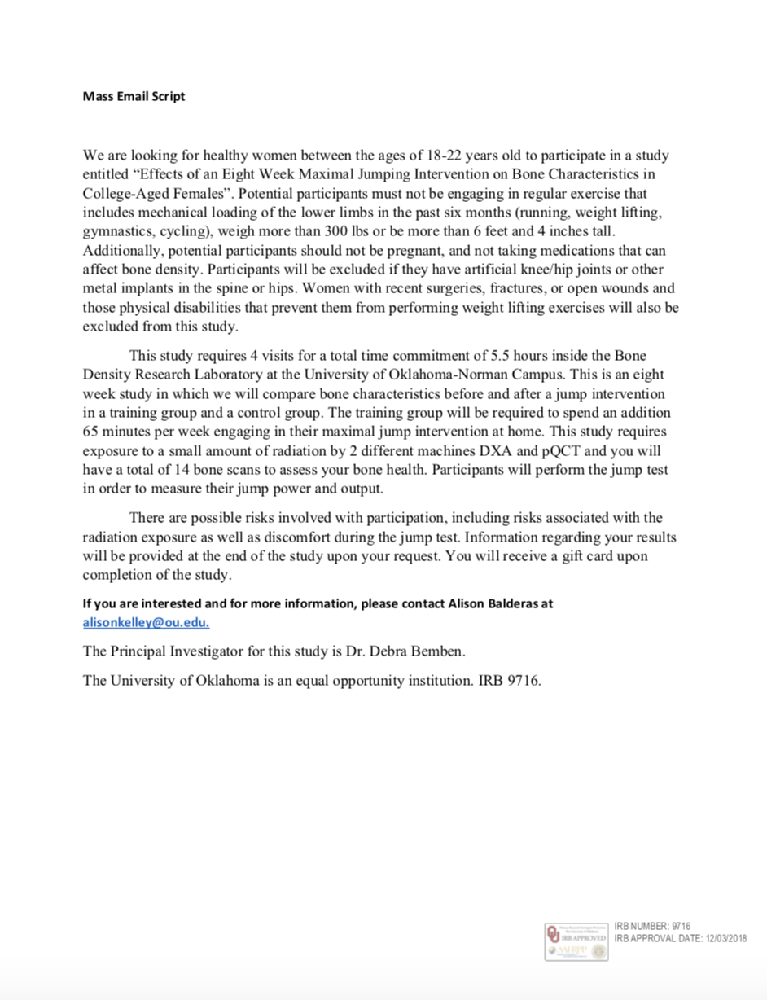 Mass Email Script
We are looking for healthy women between the ages of 18-22 years old to participate in a study
entitled “Effects of an Eight Week Maximal Jumping Intervention on Bone Characteristics in
College-Aged Females”. Potential participants must not be engaging in regular exercise that
includes mechanical loading of the lower limbs in the past six months (running, weight lifting,
gymnastics, cycling), weigh more than 300 lbs or be more than 6 feet and 4 inches tall.
Additionally, potential participants should not be pregnant, and not taking medications that can
affect bone density. Participants will be excluded if they have artificial knee/hip joints or other
metal implants in the spine or hips. Women with recent surgeries, fractures, or open wounds and
those physical disabilities that prevent them from performing weight lifting exercises will also be
excluded from this study.
This study requires 4 visits for a total time commitment of 5.5 hours inside the Bone
Density Research Laboratory at the University of Oklahoma-Norman Campus. This is an eight
week study in which we will compare bone characteristics before and after a jump intervention
in a training group and a control group. The training group will be required to spend an addition
65 minutes per week engaging in their maximal jump intervention at home. This study requires
exposure to a small amount of radiation by 2 different machines DXA and pQCT and you will
have a total of 14 bone scans to assess your bone health. Participants will perform the jump test
in order to measure their jump power and output.
There are possible risks involved with participation, including risks associated with the
radiation exposure as well as discomfort during the jump test. Information regarding your results
will be provided at the end of the study upon your request. You will receive a gift card upon
completion of the study.
If you are interested and for more information, please contact Alison Balderas at
alisonkelley@ou.edu.
The Principal Investigator for this study is Dr. Debra Bemben.
The University of Oklahoma is an equal opportunity institution. IRB 9716.
IRB APPROVED
IRB NUMBER: 9716
IRB APPROVAL DATE: 12/03/2018